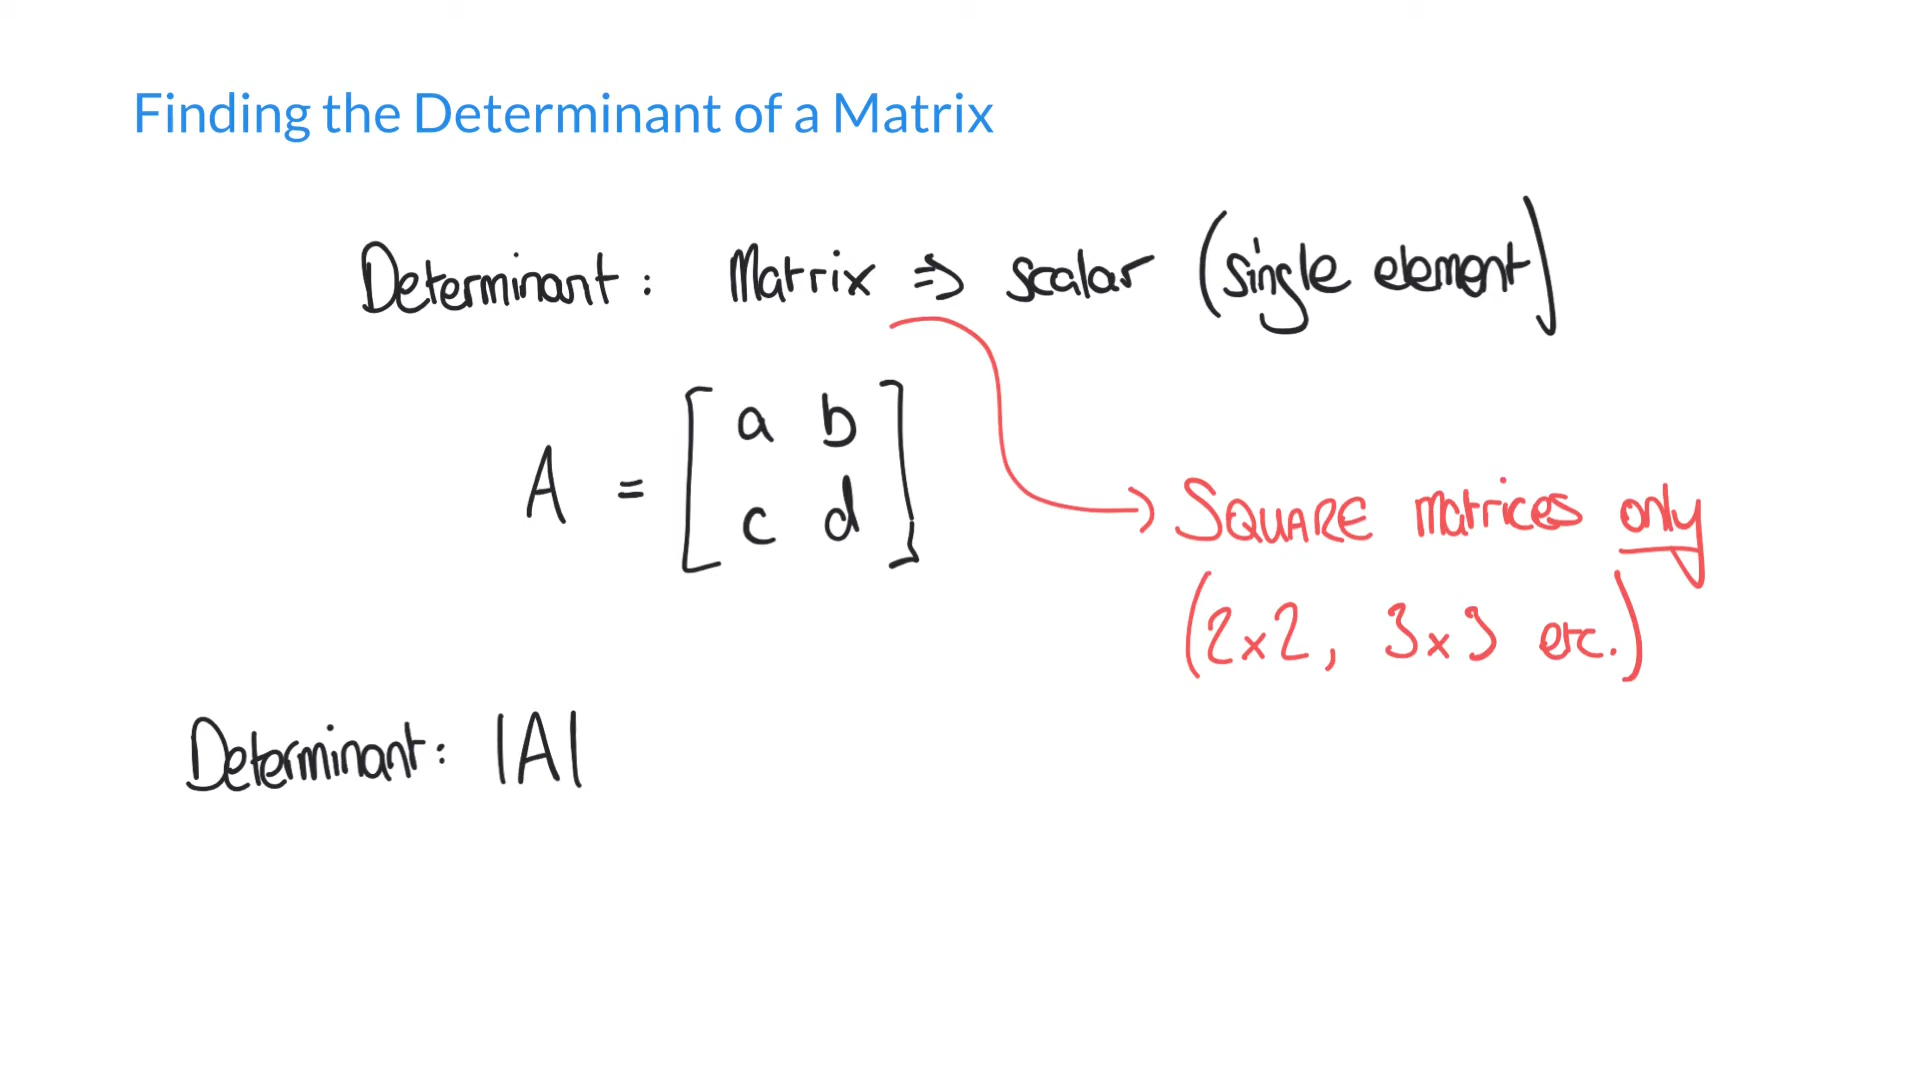 Finding the Determinant of a Matrix
Determinant: Matrix ⇒ scalar (single element)
A = [a b
c d]
SQUARE matrices only
(2x2, 3x3 etc.)
Determinant: |A|